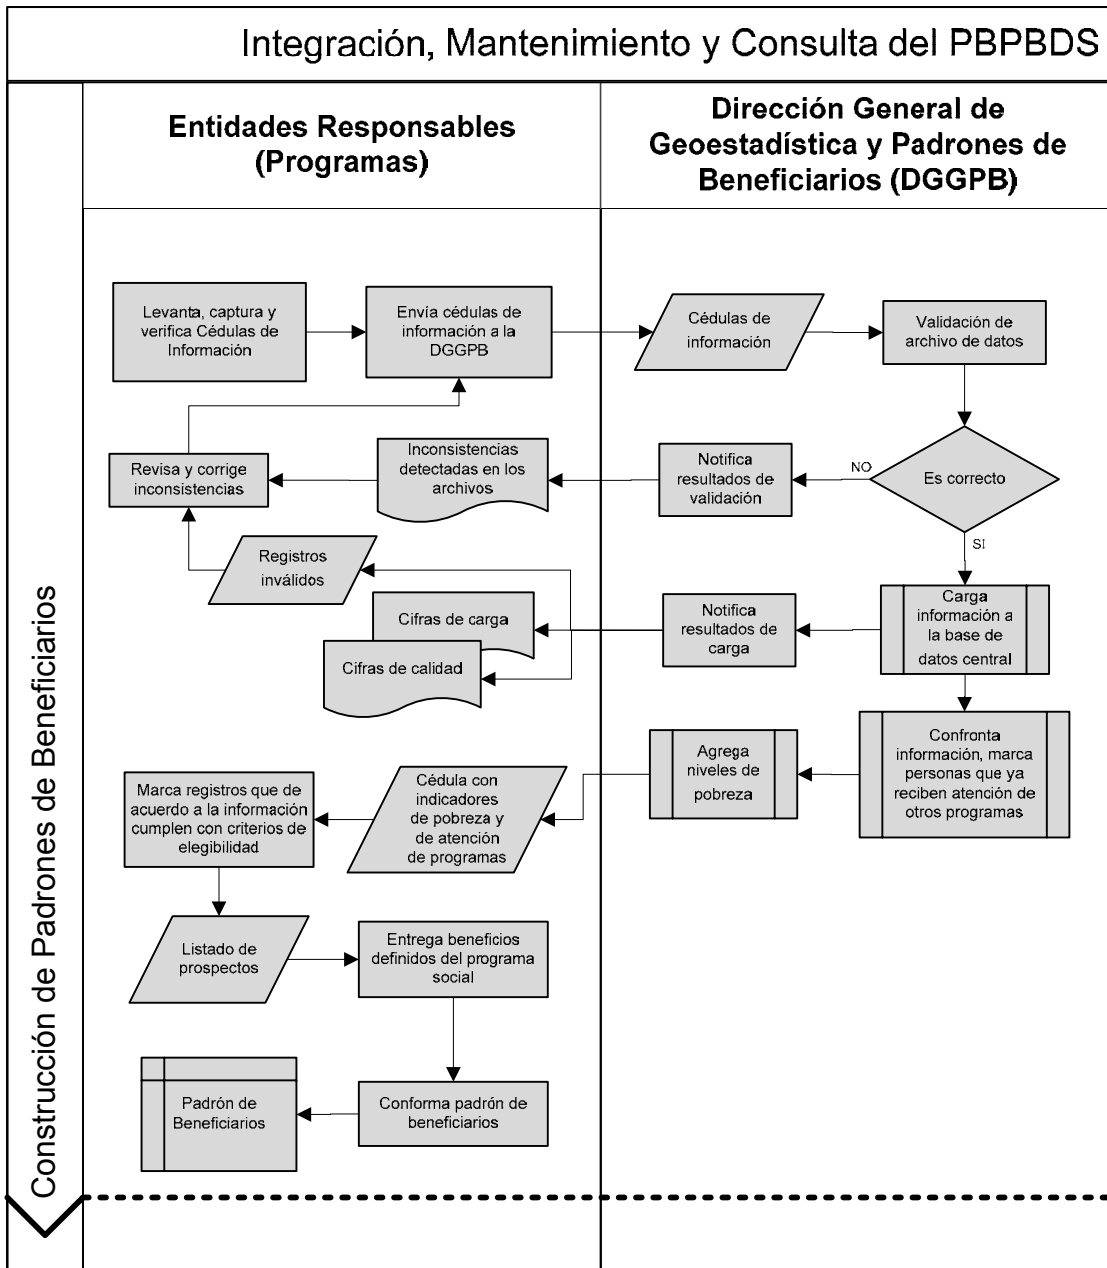 Integración, Mantenimiento y Consulta del PBPBDS
Construcción de Padrones de Beneficiarios
Entidades Responsables
(Programas)
Dirección General de
Geoestadística y Padrones de
Beneficiarios (DGGPB)
Levanta, captura y
verifica Cédulas de
Información
Envía cédulas de
información a la
DGGPB
Cédulas de
información
Validación de
archivo de datos
Revisa y corrige
inconsistencias
Inconsistencias
detectadas en los
archivos
Notifica
resultados de
validación
NO
Es correcto
SI
Registros
inválidos
Cifras de carga
Cifras de calidad
Notifica
resultados de
carga
Carga
información a
la base de
datos central
Marca registros que de
acuerdo a la información
cumplen con criterios de
elegibilidad
Cédula con
indicadores
de pobreza y
de atención
de programas
Agrega
niveles de
pobreza
Confronta
información, marca
personas que ya
reciben atención de
otros programas
Listado de
prospectos
Entrega beneficios
definidos del programa
social
Padrón de
Beneficiarios
Conforma padrón de
beneficiarios